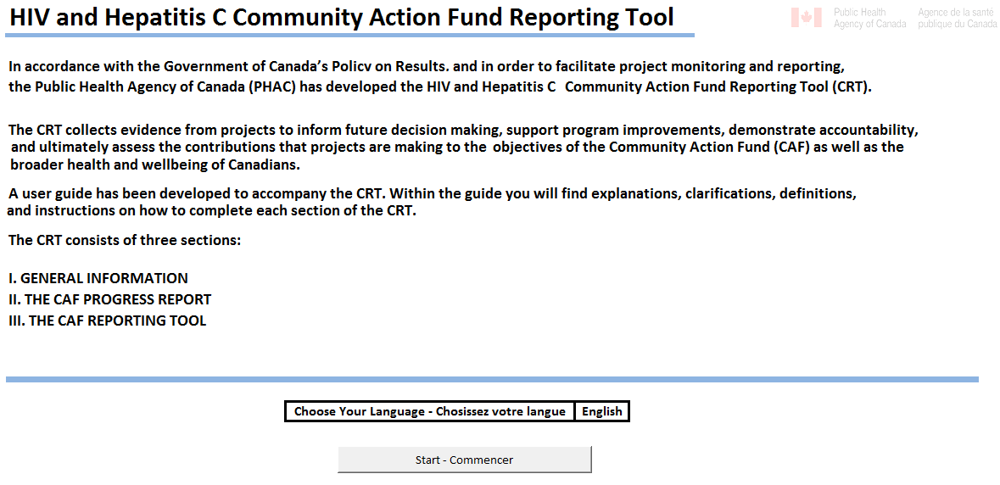 HIV and Hepatitis C Community Action Fund Reporting Tool
Public Health
Agency of Canada
Agence de la santé
publique du Canada
In accordance with the Government of Canada's Policv on Results. and in order to facilitate project monitoring and reporting,
the Public Health Agency of Canada (PHAC) has developed the HIV and Hepatitis C Community Action Fund Reporting Tool (CRT).
The CRT collects evidence from projects to inform future decision making, support program improvements, demonstrate accountability,
and ultimately assess the contributions that projects are making to the objectives of the Community Action Fund (CAF) as well as the
broader health and wellbeing of Canadians.
A user guide has been developed to accompany the CRT. Within the guide you will find explanations, clarifications, definitions,
and instructions on how to complete each section of the CRT.
The CRT consists of three sections:
I. GENERAL INFORMATION
II. THE CAF PROGRESS REPORT
III. THE CAF REPORTING TOOL
Choose Your Language - Chosissez votre langue English
Start - Commencer